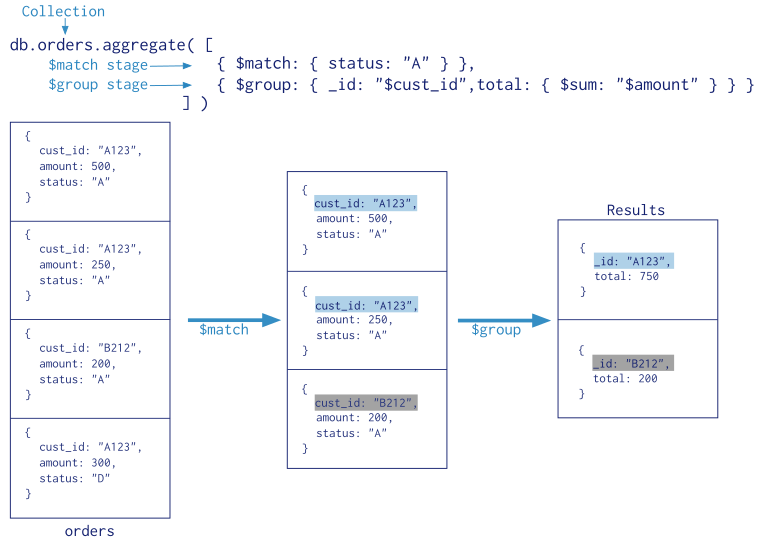 Collection
db.orders.aggregate( [
$match stage
{ $match: { status: "A" } },
$group stage
{ $group: { _id: "$cust_id",total: { $sum: "$amount" } } }
] )
{
cust_id: "A123",
amount: 500,
status: "A"
}
{
cust_id: "A123",
amount: 250,
status: "A"
}
{
cust_id: "B212",
amount: 200,
status: "A"
}
{
cust_id: "A123",
amount: 300,
status: "D"
}
orders
$match
{
cust_id: "A123",
amount: 500,
status: "A"
}
{
cust_id: "A123",
amount: 250,
status: "A"
}
{
cust_id: "B212",
amount: 200,
status: "A"
}
$group
Results
{
_id: "A123",
total: 750
}
{
_id: "B212",
total: 200
}